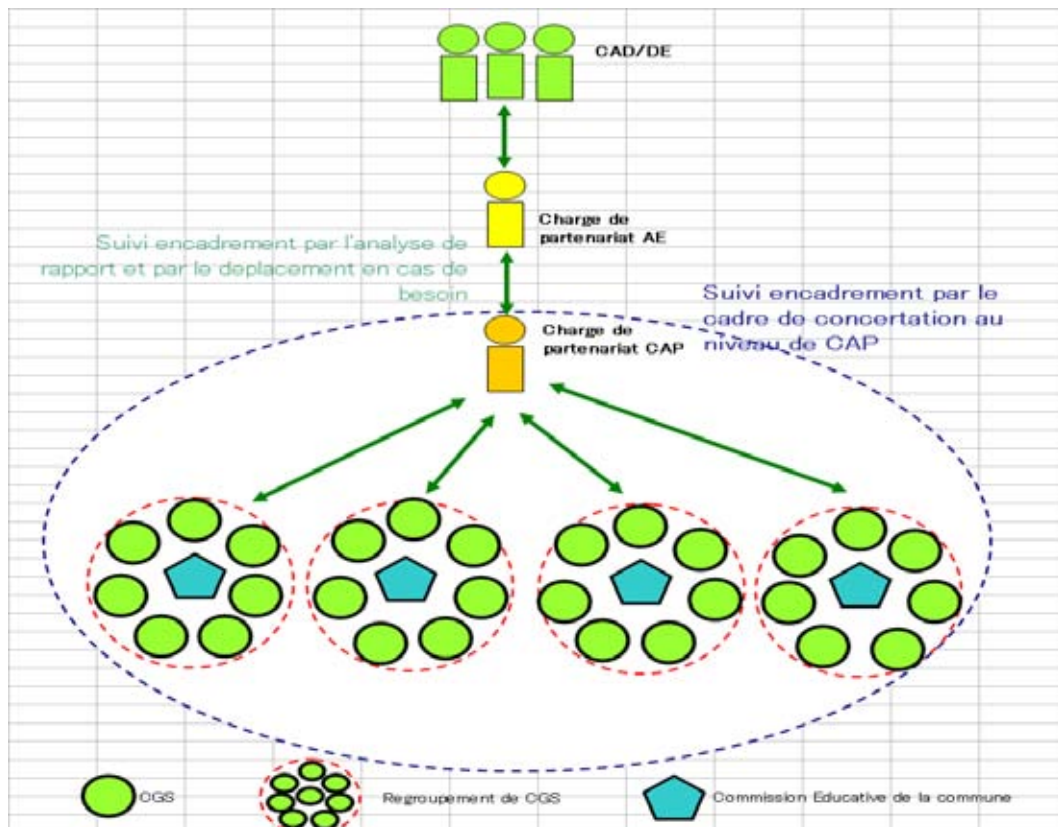 CAD/DE
Charge de
partenariat AE
Suivi encadrement par l'analyse de
rapport et par le deplacement en cas de
besoin
Suivi encadrement par le
cadre de concertation au
niveau de CAP
Charge de
partenariat CAP
CGS
Regroupement de CGS
Commission Educative de la commune